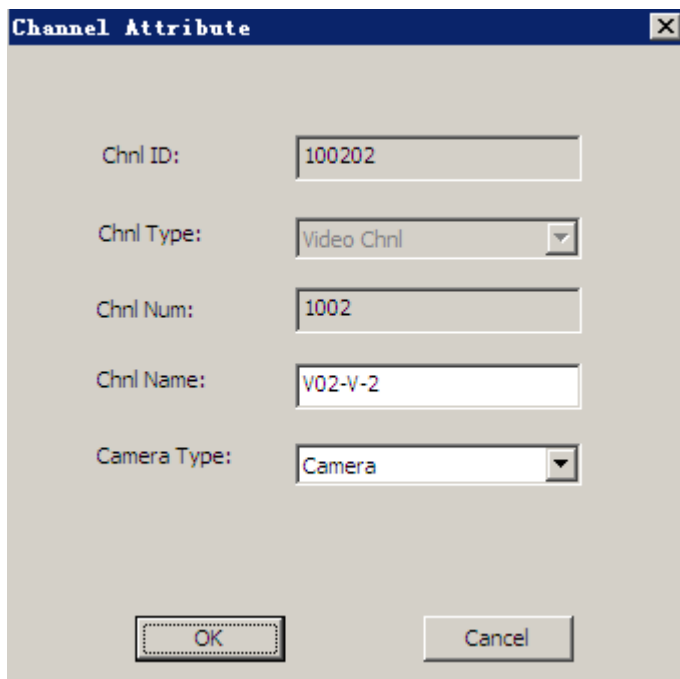 Channel Attribute
Chnl ID: 100202
Chnl Type: Video Chnl
Chnl Num: 1002
Chnl Name: V02-V-2
Camera Type: Camera
OK Cancel